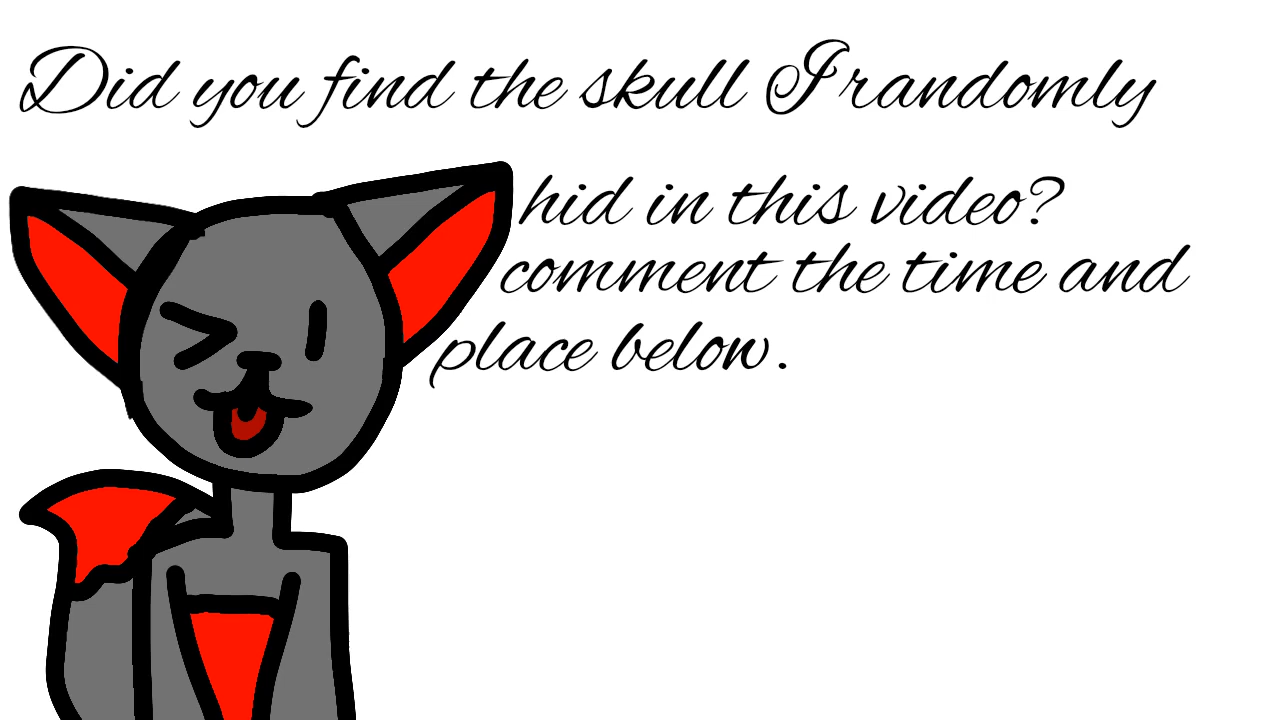 Did you find the skull I randomly
hid in this video?
comment the time and
place below.